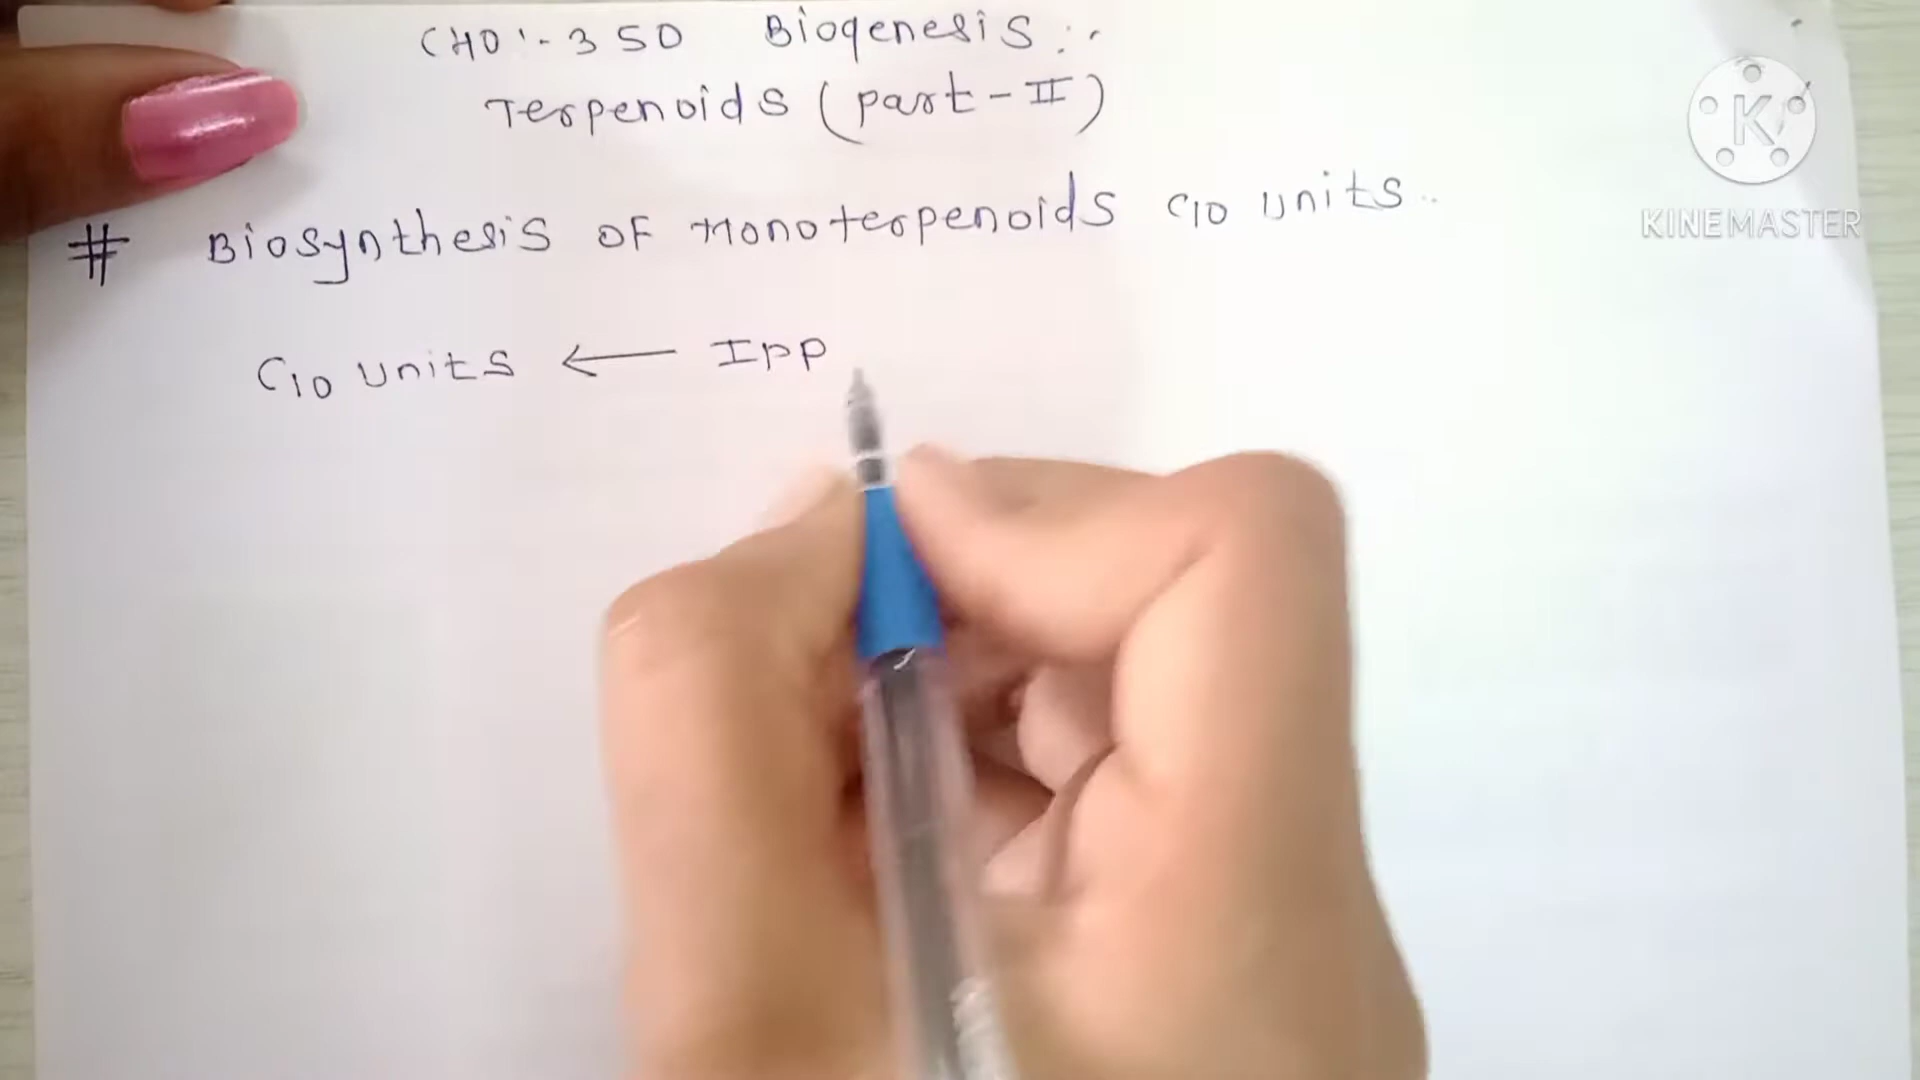 CHO:-350 Biogenesis :.
Terpenoids (part-II)
# Biosynthesis OF Monoterpenoids C10 Units..
C10 Units ← IPP
K
KINEMASTER